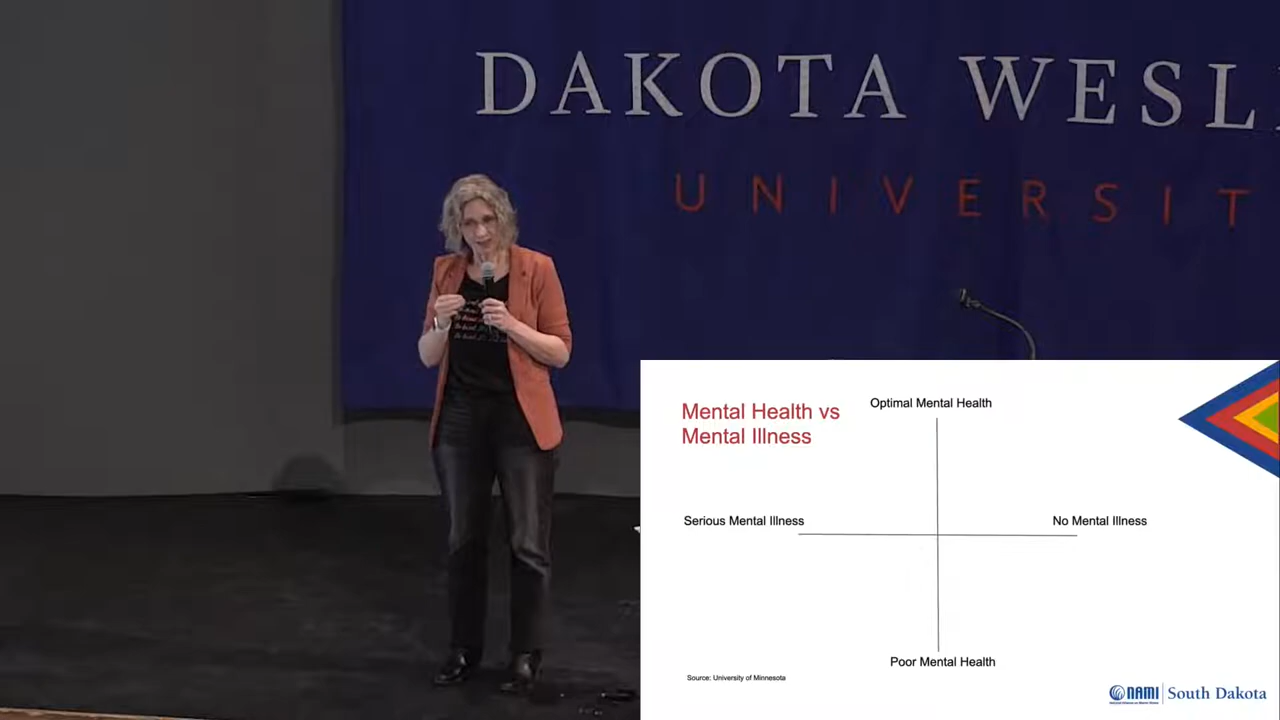 DAKOTA WESL
UNIVERSIT
Mental Health vs
Mental Illness
Optimal Mental Health
Serious Mental Illness
No Mental Illness
Poor Mental Health
Source: University of Minnesota
NAMI South Dakota